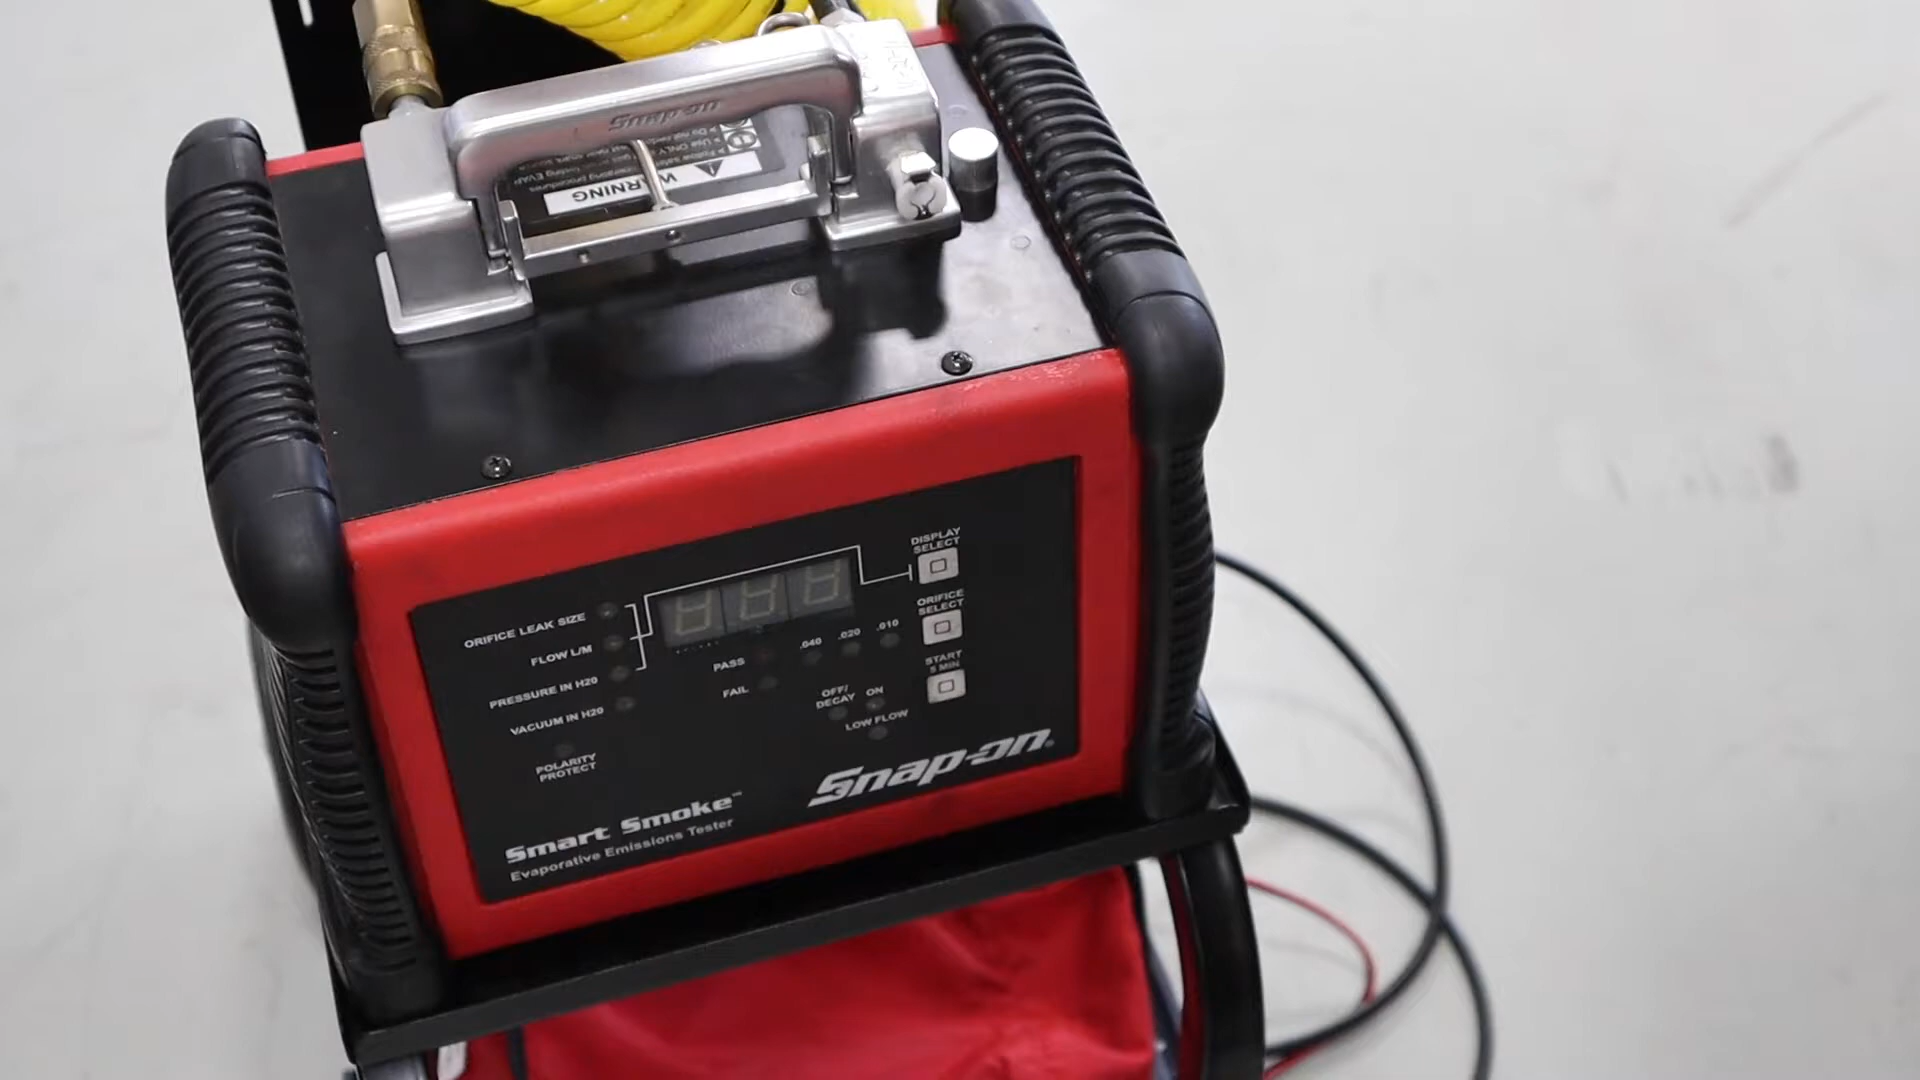 Snap-on
WARNING
DISPLAY
SELECT
ORIFICE LEAK SIZE
FLOW L/M
PRESSURE IN H20
VACUUM IN H20
POLARITY
PROTECT
PASS
FAIL
.040 .020 .010
ORIFICE
SELECT
START
5 MIN
OFF/
DECAY ON
LOW FLOW
Snap-on®
Smart Smoke™
Evaporative Emissions Tester